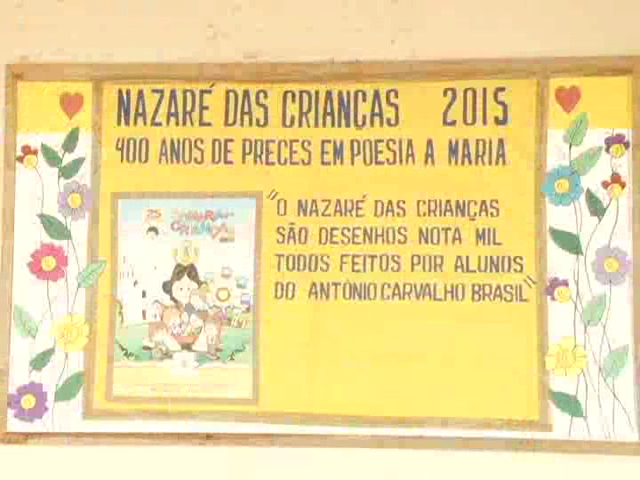 NAZARÉ DAS CRIANÇAS 2015
400 ANOS DE PRECES EM POESIA A MARIA
"O NAZARÉ DAS CRIANÇAS
SÃO DESENHOS NOTA MIL
TODOS FEITOS POR ALUNOS
DO ANTÔNIO CARVALHO BRASIL"